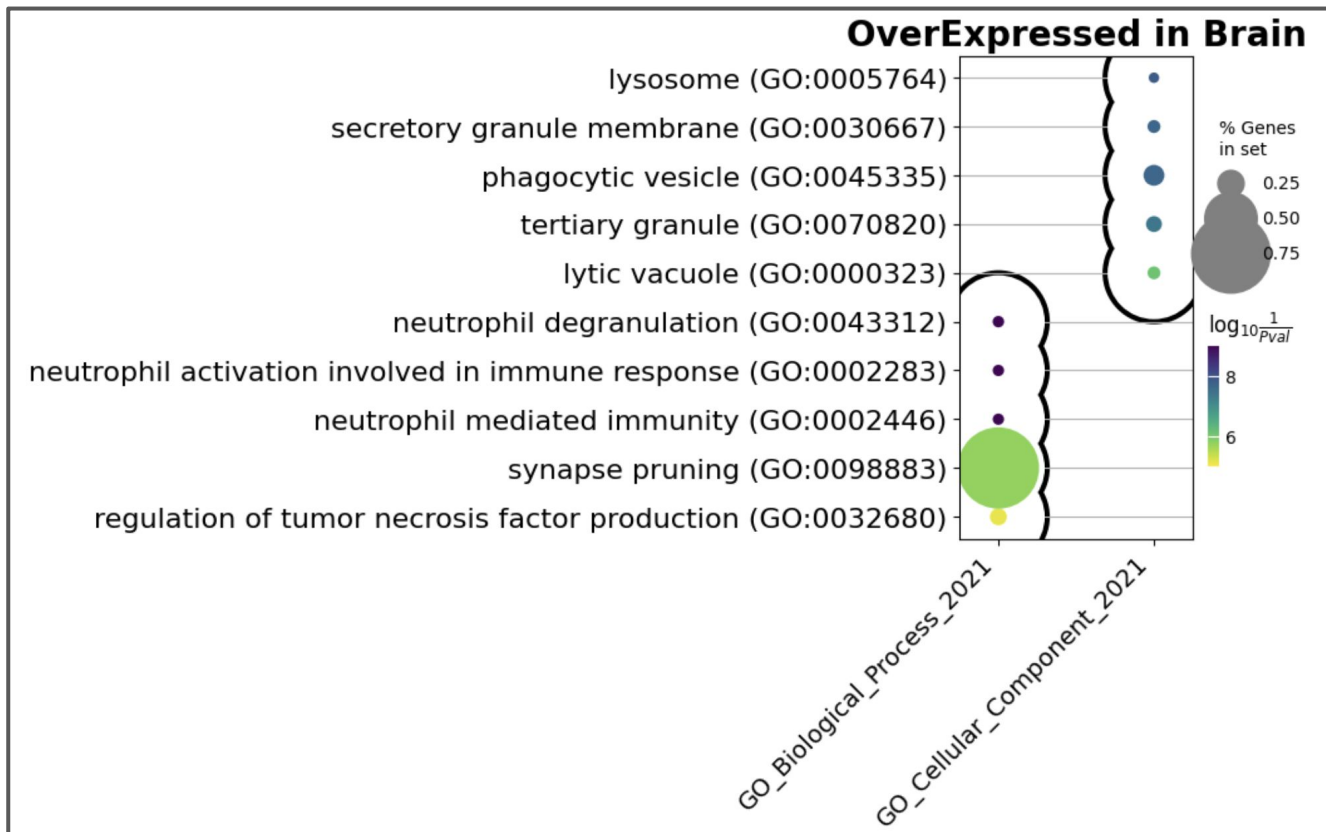 OverExpressed in Brain
lysosome (GO:0005764)
secretory granule membrane (GO:0030667)
phagocytic vesicle (GO:0045335)
tertiary granule (GO:0070820)
lytic vacuole (GO:0000323)
neutrophil degranulation (GO:0043312)
neutrophil activation involved in immune response (GO:0002283)
neutrophil mediated immunity (GO:0002446)
synapse pruning (GO:0098883)
regulation of tumor necrosis factor production (GO:0032680)
GO_Biological_Process_2021
GO_Cellular_Component_2021
% Genes
in set
0.25
0.50
0.75
log10 1/Pval
8
6